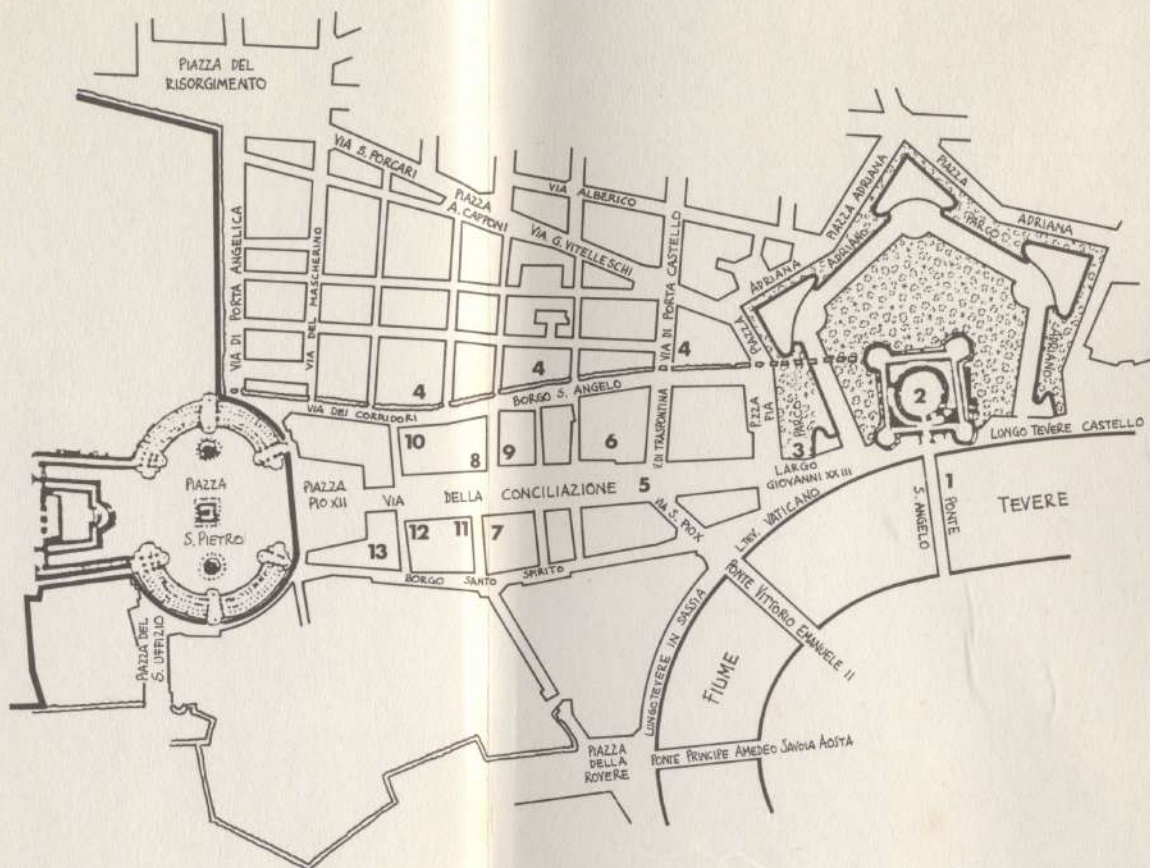 PIAZZA DEL
RISORGIMENTO
VIA S. PORCARI
PIAZZA
A. CAPPONI
VIA ALBERICO
VIA G. VITELLESCHI
VIA DI PORTA ANGELICA
VIA DEL MASCHERINO
VIA DI PORTA CASTELLO
PIAZZA ADRIANA
PIAZZA
ADRIANA
PARCO
ADRIANO
PIAZZA
ADRIANA
PARCO
ADRIANO
4
4
4
BORGO S. ANGELO
VIA DEI CORRIDORI
V. DI TRASPONTINA
P.ZZA
PIA
2
LUNGO TEVERE CASTELLO
10
8
9
6
3
LARGO
GIOVANNI XXIII
PIAZZA
S. PIETRO
PIAZZA
PIO XII
VIA DELLA CONCILIAZIONE
5
VIA S. PIO X
L.TEV. VATICANO
1
PONTE
S. ANGELO
TEVERE
13
12
11
7
BORGO SANTO SPIRITO
PIAZZA DEL
S. UFFIZIO
LUNGOTEVERE IN SASSIA
PONTE VITTORIO EMANUELE II
FIUME
PIAZZA
DELLA
ROVERE
PONTE PRINCIPE AMEDEO SAVOIA AOSTA